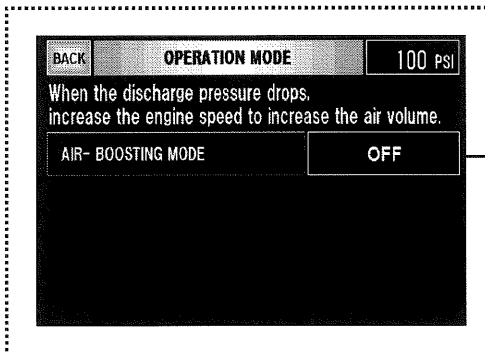 BACK OPERATION MODE 100 PSI
When the discharge pressure drops,
increase the engine speed to increase the air volume.
AIR- BOOSTING MODE OFF